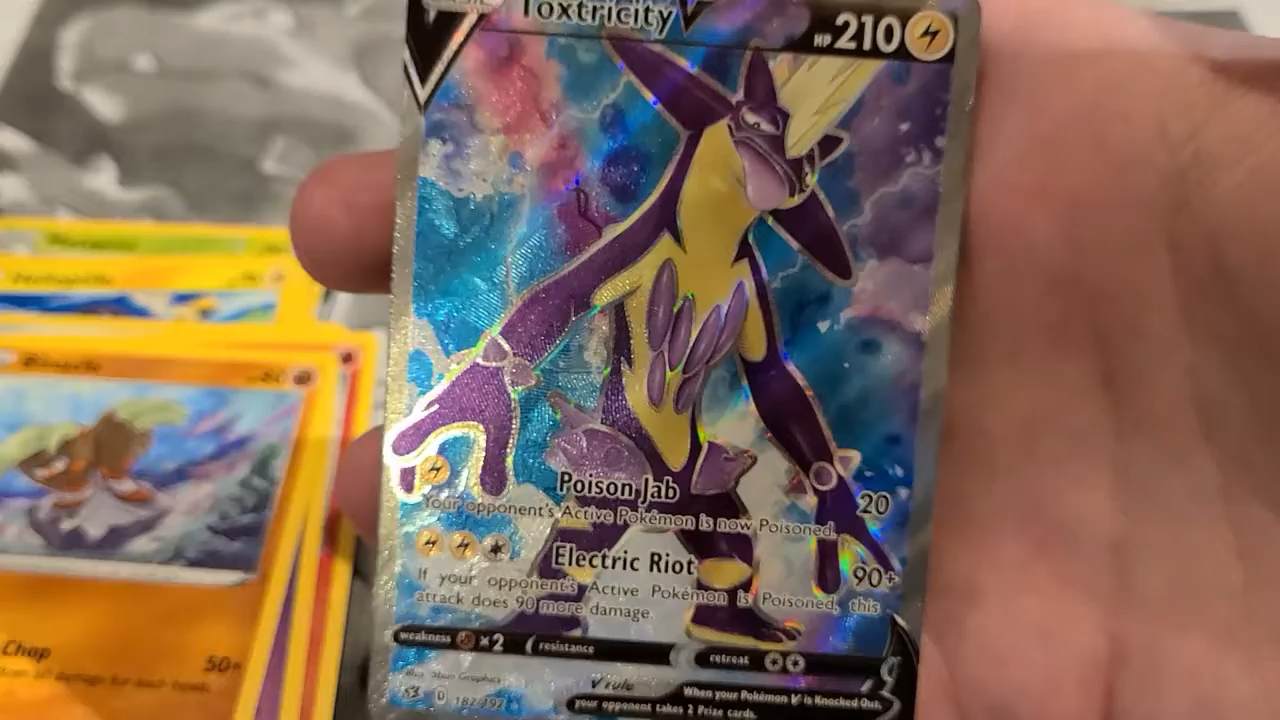 Toxtricity V
HP 210
Poison Jab 20
Your opponent's Active Pokémon is now Poisoned.
Electric Riot 90+
If your opponent's Active Pokémon is Poisoned, this
attack does 90 more damage.
weakness ×2 resistance retreat
V rule
When your Pokémon V is Knocked Out,
your opponent takes 2 Prize cards.
D 182/192
Binacle
Chop 50